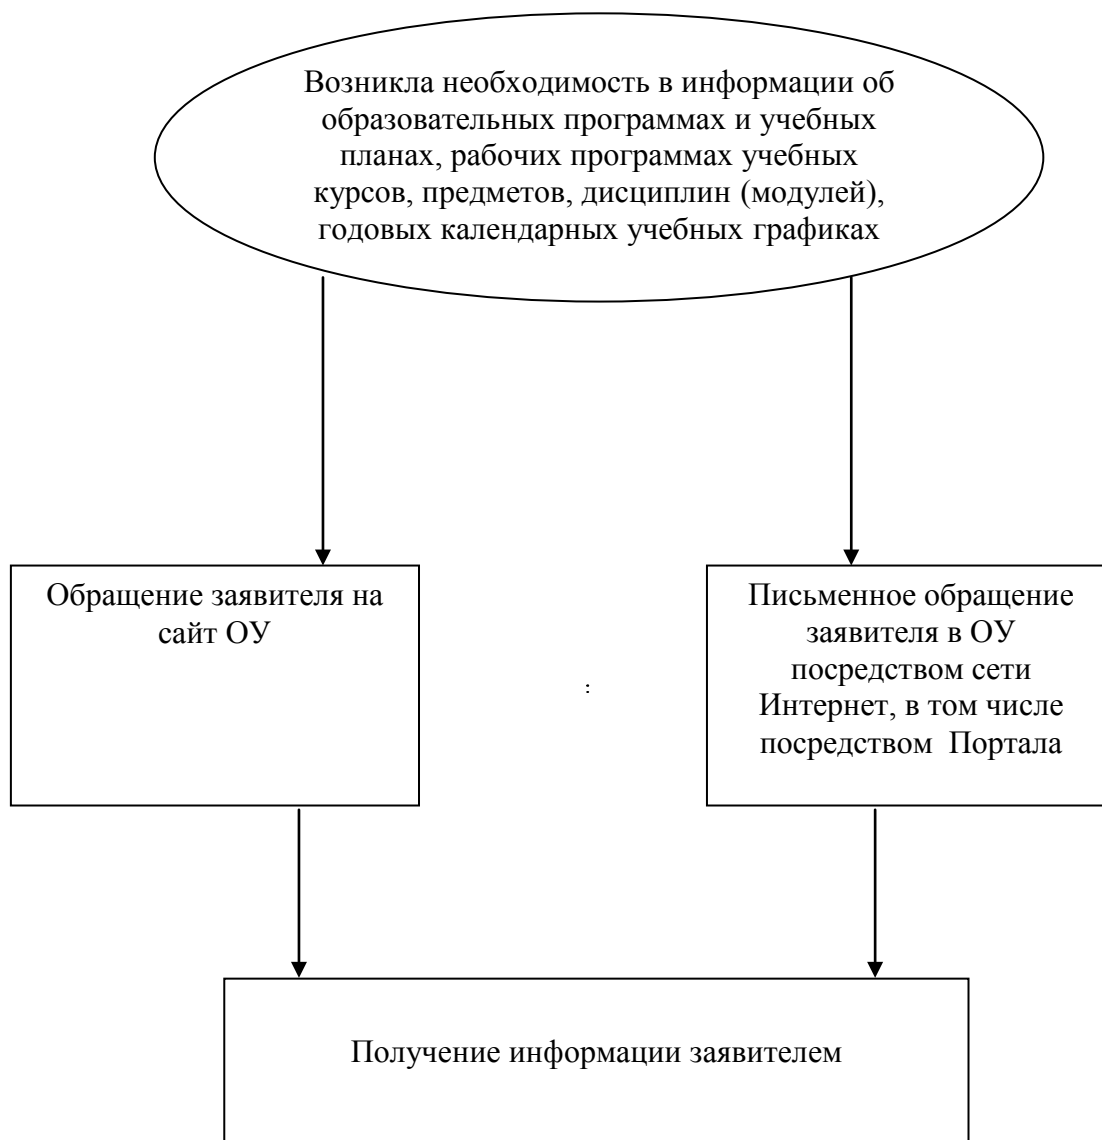 Возникла необходимость в информации об
образовательных программах и учебных
планах, рабочих программах учебных
курсов, предметов, дисциплин (модулей),
годовых календарных учебных графиках
Обращение заявителя на
сайт ОУ
:
Письменное обращение
заявителя в ОУ
посредством сети
Интернет, в том числе
посредством  Портала
Получение информации заявителем